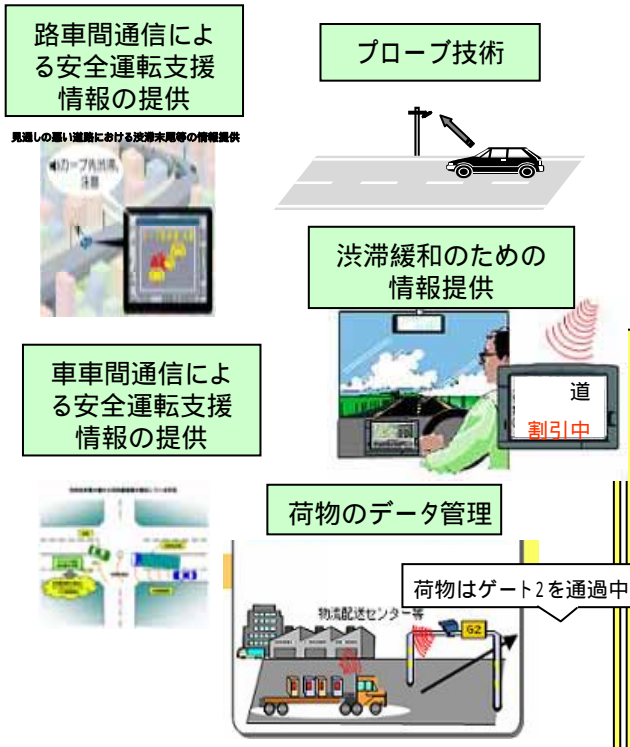 路車間通信によ
る安全運転支援
情報の提供
プローブ技術
見通しの悪い道路における渋滞末尾等の情報提供
カーブ先渋滞,
注意
渋滞緩和のための
情報提供
道
割引中
車車間通信によ
る安全運転支援
情報の提供
荷物のデータ管理
荷物はゲート2を通過中
物流配送センター等
G2